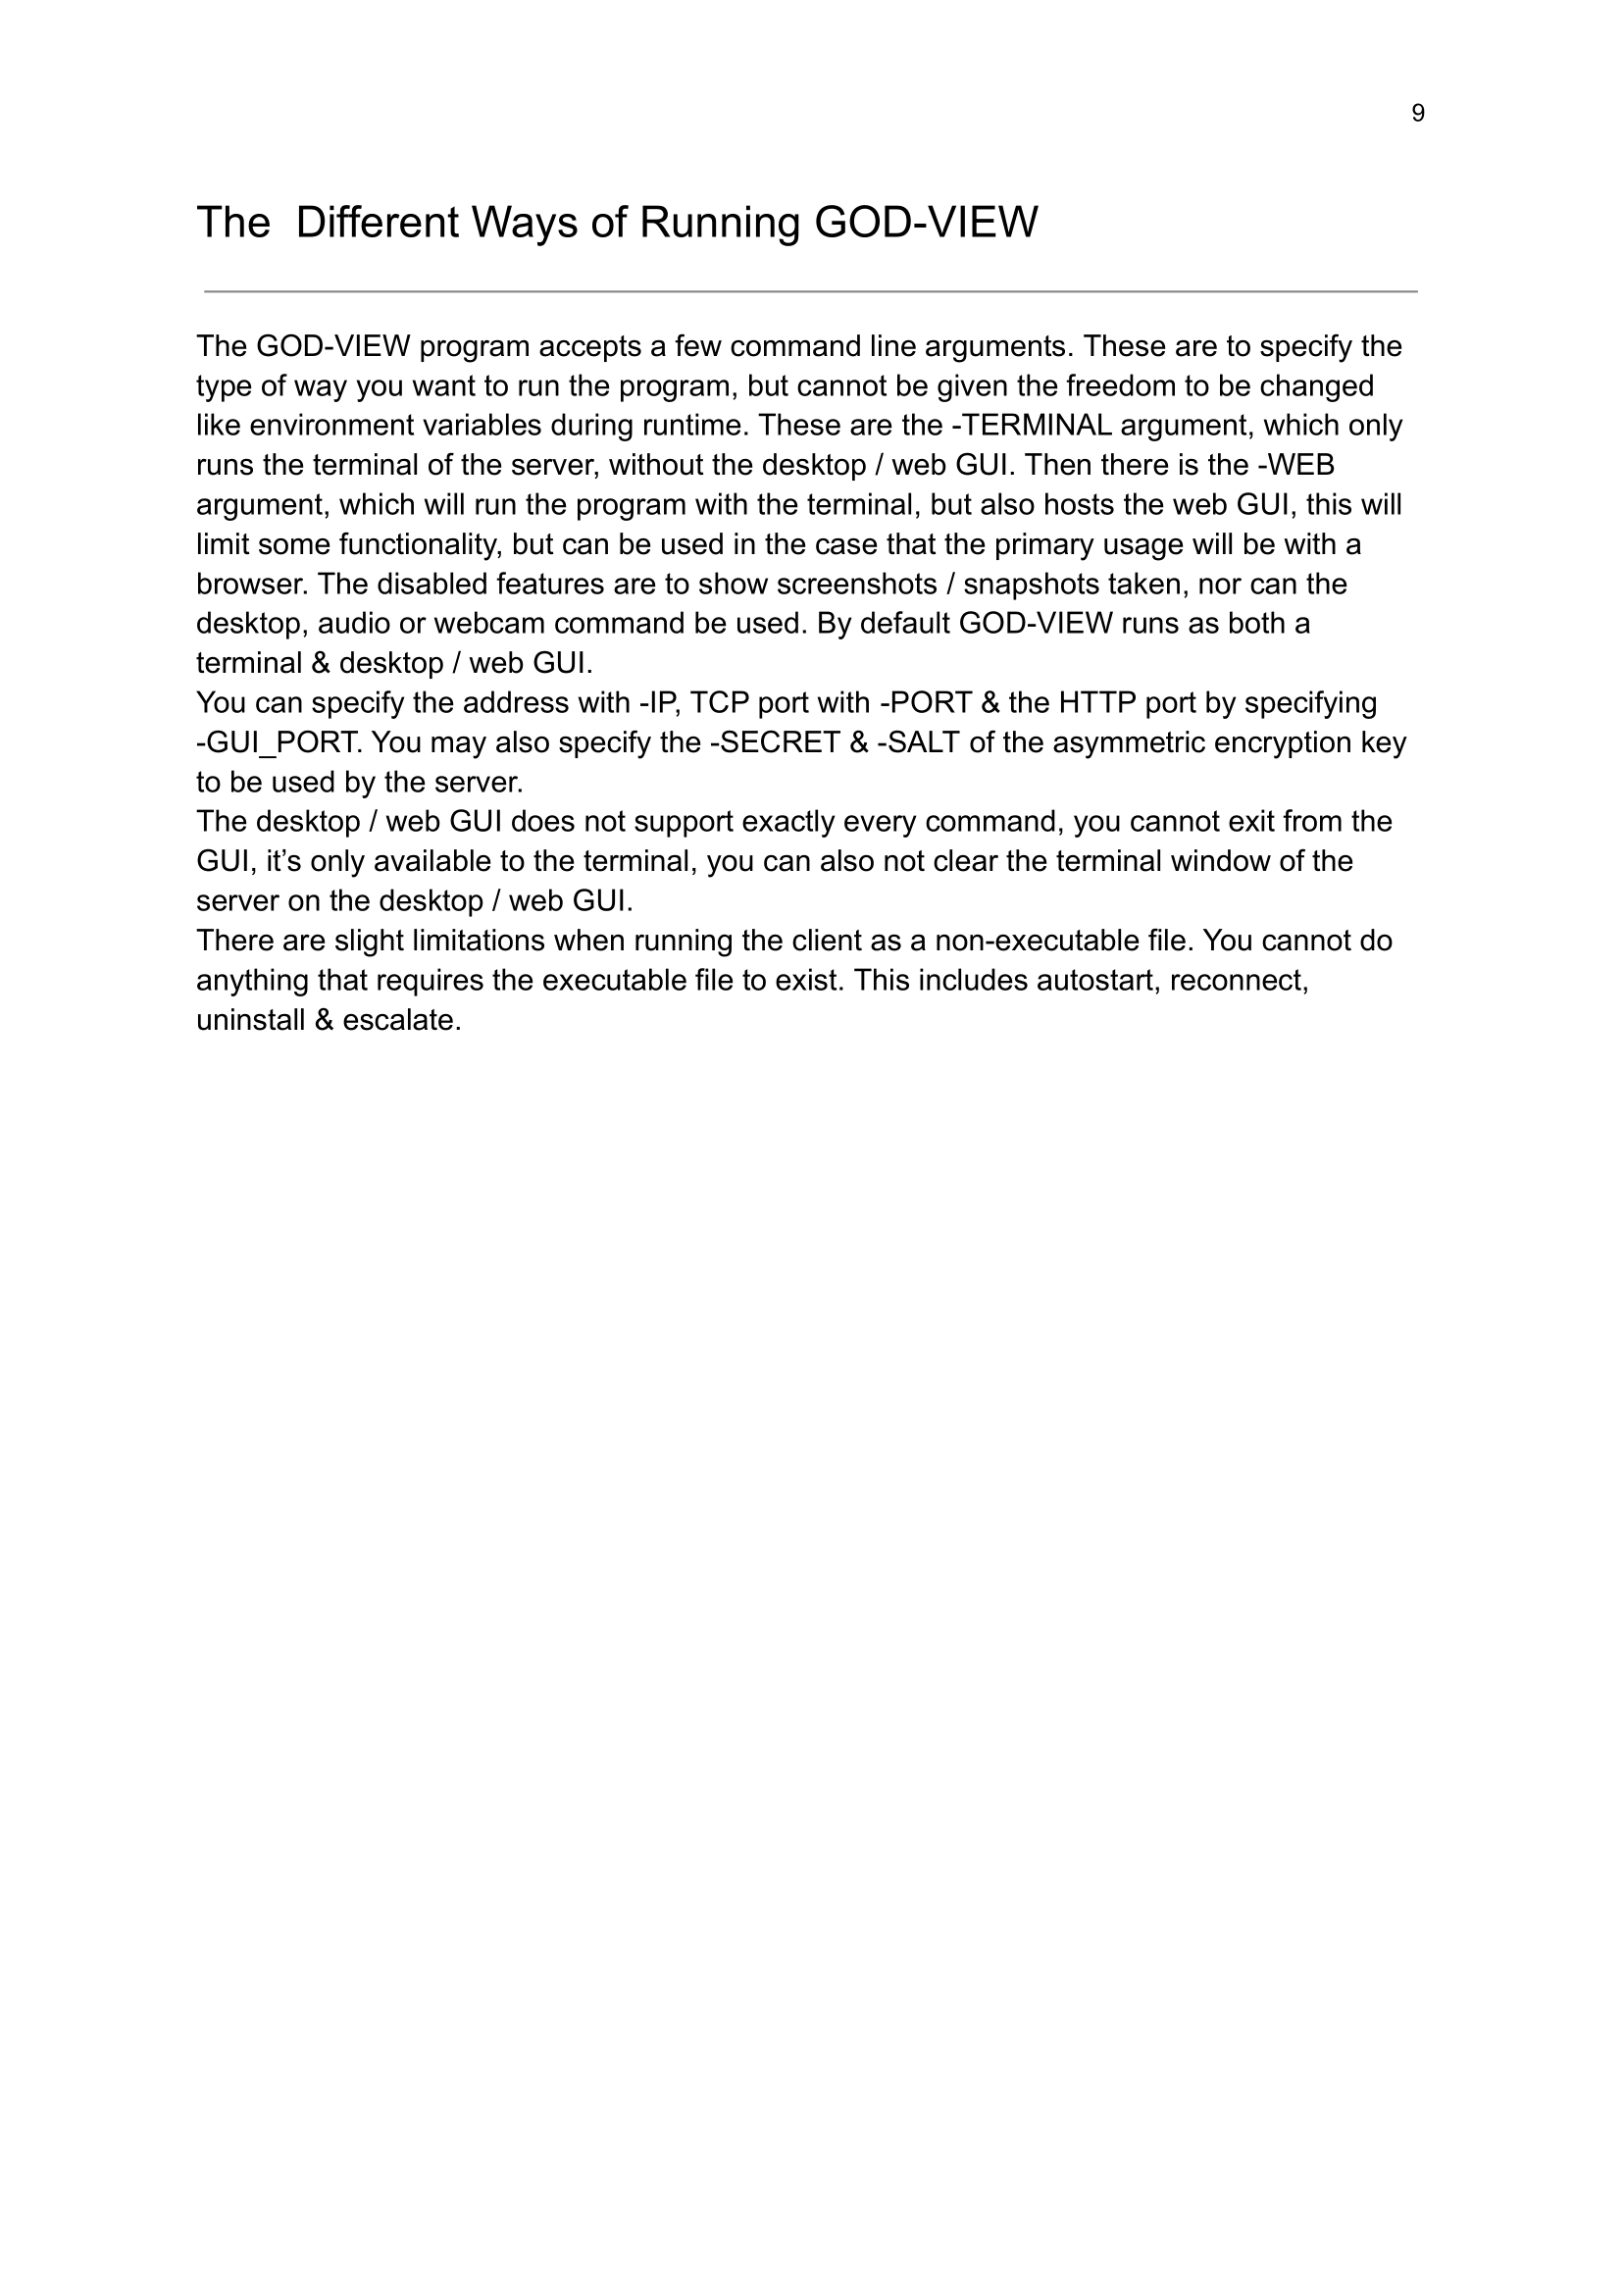 9
The  Different Ways of Running GOD-VIEW
The GOD-VIEW program accepts a few command line arguments. These are to specify the
type of way you want to run the program, but cannot be given the freedom to be changed
like environment variables during runtime. These are the -TERMINAL argument, which only
runs the terminal of the server, without the desktop / web GUI. Then there is the -WEB
argument, which will run the program with the terminal, but also hosts the web GUI, this will
limit some functionality, but can be used in the case that the primary usage will be with a
browser. The disabled features are to show screenshots / snapshots taken, nor can the
desktop, audio or webcam command be used. By default GOD-VIEW runs as both a
terminal & desktop / web GUI.
You can specify the address with -IP, TCP port with -PORT & the HTTP port by specifying
-GUI_PORT. You may also specify the -SECRET & -SALT of the asymmetric encryption key
to be used by the server.
The desktop / web GUI does not support exactly every command, you cannot exit from the
GUI, it’s only available to the terminal, you can also not clear the terminal window of the
server on the desktop / web GUI.
There are slight limitations when running the client as a non-executable file. You cannot do
anything that requires the executable file to exist. This includes autostart, reconnect,
uninstall & escalate.